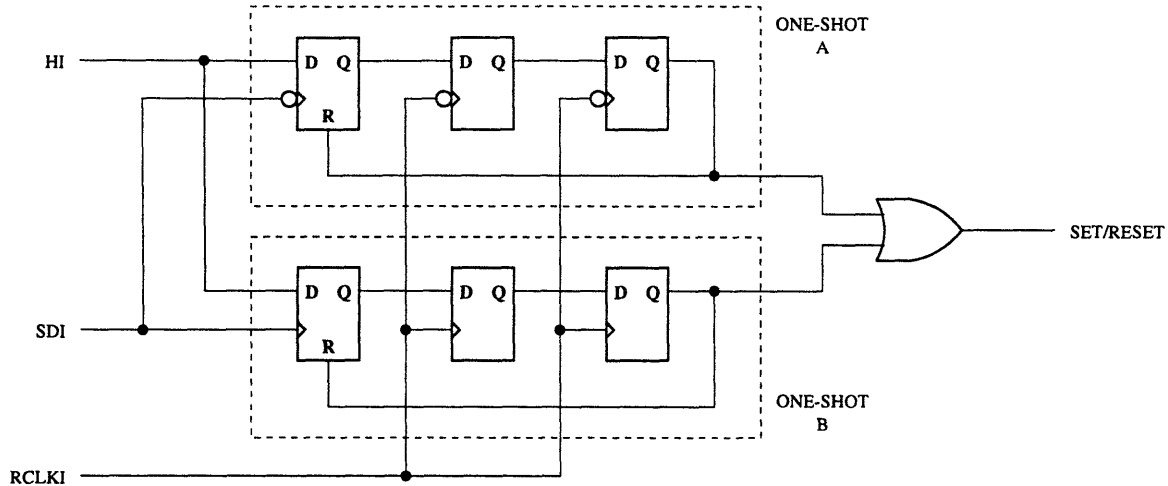 ONE-SHOT
A
HI
D Q
D Q
D Q
R
SET/RESET
D Q
D Q
D Q
SDI
R
ONE-SHOT
B
RCLKI